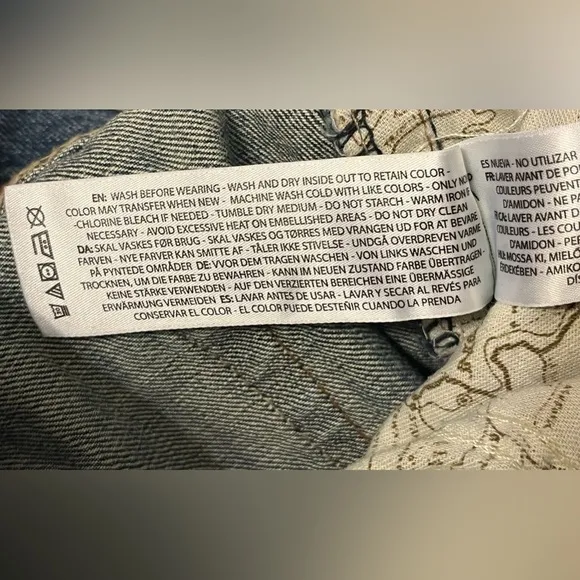 EN: WASH BEFORE WEARING - WASH AND DRY INSIDE OUT TO RETAIN COLOR -
COLOR MAY TRANSFER WHEN NEW - MACHINE WASH COLD WITH LIKE COLORS - ONLY NO
-CHLORINE BLEACH IF NEEDED - TUMBLE DRY MEDIUM - DO NOT STARCH - WARM IRON IF
NECESSARY - AVOID EXCESSIVE HEAT ON EMBELLISHED AREAS - DO NOT DRY CLEAN
DA: SKAL VASKES FØR BRUG - SKAL VASKES OG TØRRES MED VRANGEN UD FOR AT BEVARE
FARVEN - NYE FARVER KAN SMITTE AF - TÅLER IKKE STIVELSE - UNDGÅ OVERDREVEN VARME
PÅ PYNTEDE OMRÅDER DE: VOR DEM TRAGEN WASCHEN - VON LINKS WASCHEN UND
TROCKNEN, UM DIE FARBE ZU BEWAHREN - KANN IM NEUEN ZUSTAND FARBE ÜBERTRAGEN -
KEINE STÄRKE VERWENDEN - AUF DEN VERZIERTEN BEREICHEN EINE ÜBERMÄSSIGE
ERWÄRMUNG VERMEIDEN ES: LAVAR ANTES DE USAR - LAVAR Y SECAR AL REVÉS PARA
CONSERVAR EL COLOR - EL COLOR PUEDE DESTEÑIR CUANDO LA PRENDA
ES NUEVA - NO UTILIZAR
FR: LAVER AVANT DE POR
COULEURS PEUVENT
D'AMIDON - NE PA
FRCA: LAVER AVANT D
COULEURS - LES COU
D'AMIDON - PE
HU: MOSSA KI, MIELŐ
ERDEKÉBEN - AMIKO
DÍS